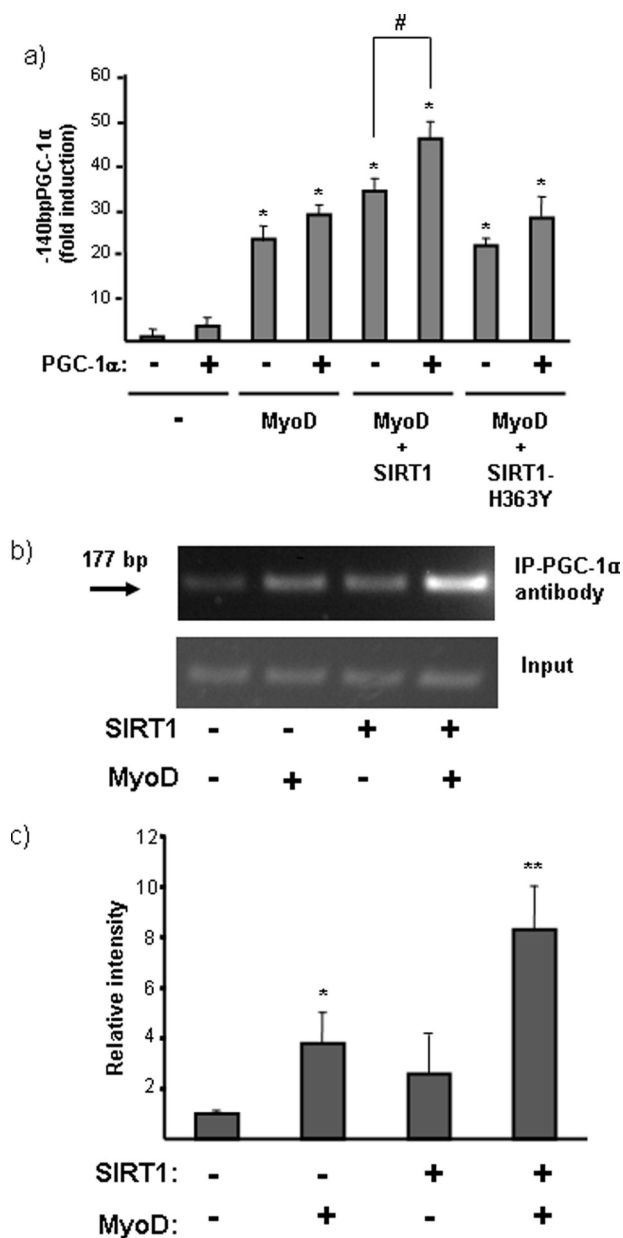 a)
#
60
50
40
30
20
10
-140bpPGC-1α
(fold induction)
* * * * * *
PGC-1α: - + - + - + - +
- MyoD MyoD MyoD
+ +
SIRT1 SIRT1-
H363Y
b)
177 bp
IP-PGC-1α
antibody
Input
SIRT1 - - + +
MyoD - + - +
c)
12
10
8
6
4
2
Relative intensity
* **
SIRT1: - - + +
MyoD: - + - +